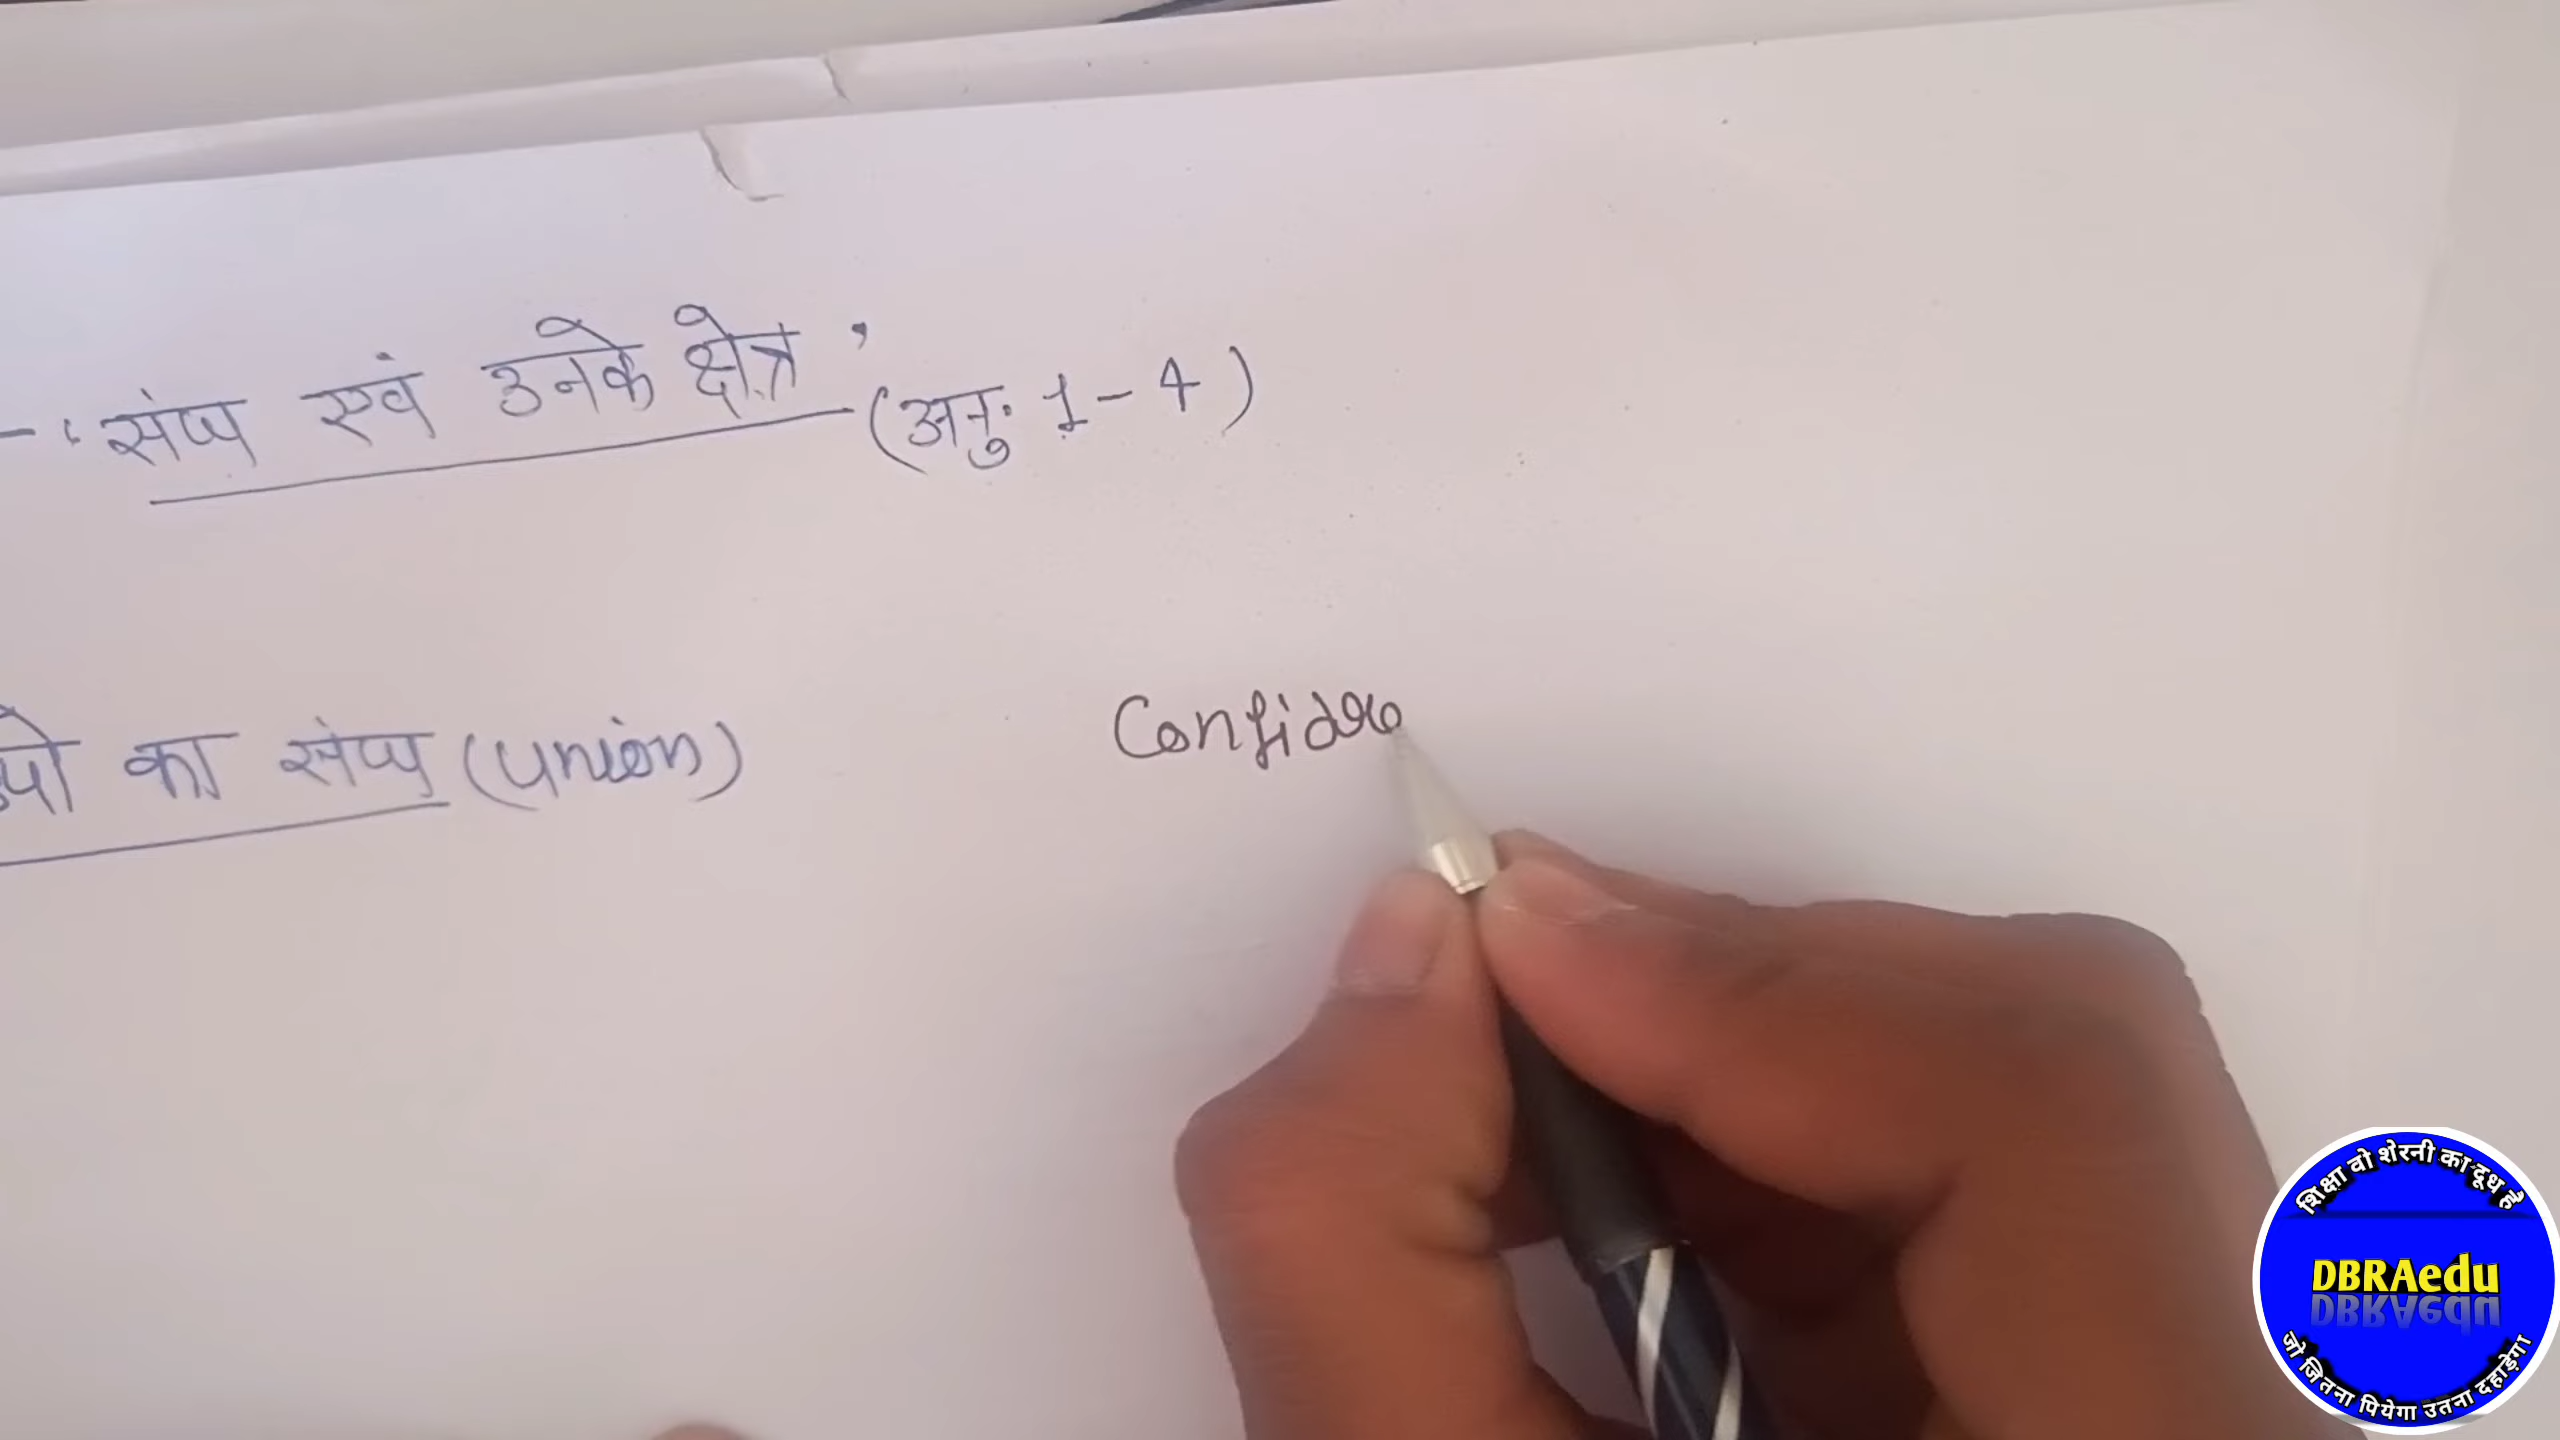 - 'संघ एवं उनके क्षेत्र' (अनु. 1-4)
का संघ (Union)
Confidre
शिक्षा वो शेरनी का दूध है
DBRAedu
जो जितना पियेगा उतना दहाड़ेगा